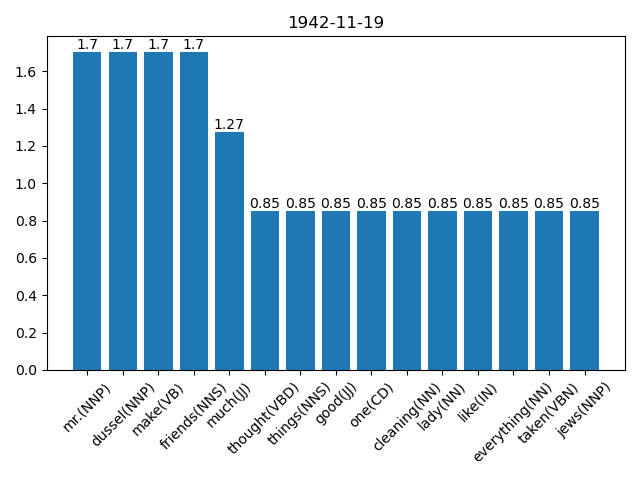 1942-11-19
1.7 1.7 1.7 1.7
1.27
0.85 0.85 0.85 0.85 0.85 0.85 0.85 0.85 0.85 0.85
1.6
1.4
1.2
1.0
0.8
0.6
0.4
0.2
0.0
mr.(NNP)
dussel(NNP)
make(VB)
friends(NNS)
much(JJ)
thought(VBD)
things(NNS)
good(JJ)
one(CD)
cleaning(NN)
lady(NN)
like(IN)
everything(NN)
taken(VBN)
jews(NNP)